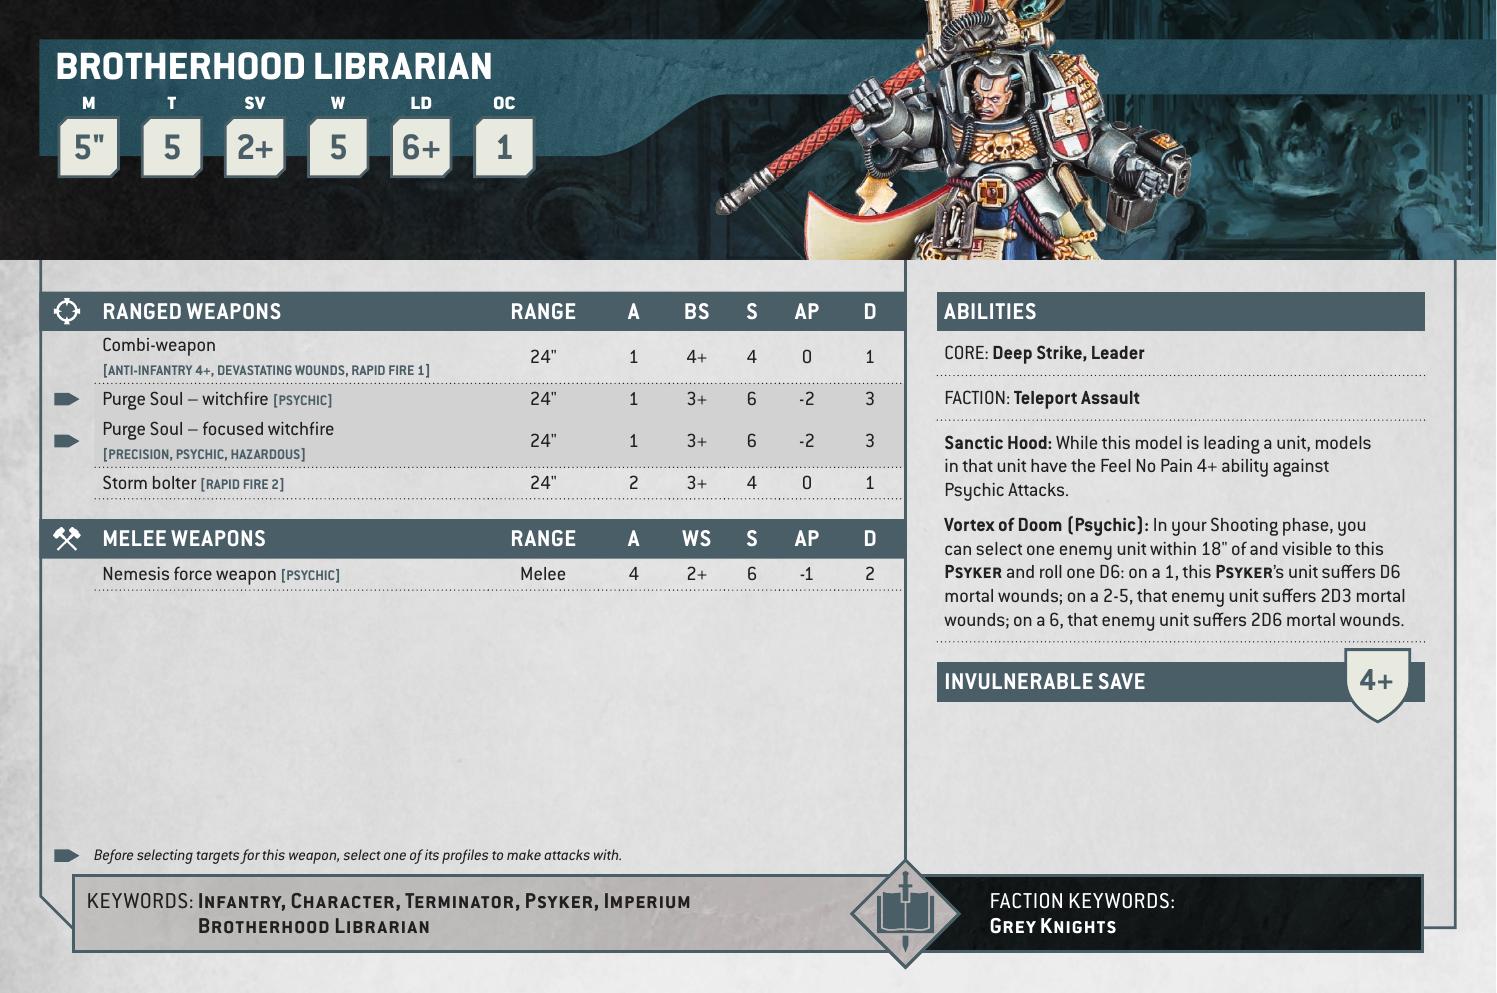 BROTHERHOOD LIBRARIAN
M T SV W LD OC
5" 5 2+ 5 6+ 1
RANGED WEAPONS RANGE A BS S AP D
Combi-weapon
[ANTI-INFANTRY 4+, DEVASTATING WOUNDS, RAPID FIRE 1] 24" 1 4+ 4 0 1
Purge Soul – witchfire [PSYCHIC] 24" 1 3+ 6 -2 3
Purge Soul – focused witchfire
[PRECISION, PSYCHIC, HAZARDOUS] 24" 1 3+ 6 -2 3
Storm bolter [RAPID FIRE 2] 24" 2 3+ 4 0 1
MELEE WEAPONS RANGE A WS S AP D
Nemesis force weapon [PSYCHIC] Melee 4 2+ 6 -1 2
Before selecting targets for this weapon, select one of its profiles to make attacks with.
ABILITIES
CORE: Deep Strike, Leader
FACTION: Teleport Assault
Sanctic Hood: While this model is leading a unit, models
in that unit have the Feel No Pain 4+ ability against
Psychic Attacks.
Vortex of Doom (Psychic): In your Shooting phase, you
can select one enemy unit within 18" of and visible to this
PSYKER and roll one D6: on a 1, this PSYKER's unit suffers D6
mortal wounds; on a 2-5, that enemy unit suffers 2D3 mortal
wounds; on a 6, that enemy unit suffers 2D6 mortal wounds.
INVULNERABLE SAVE 4+
KEYWORDS: INFANTRY, CHARACTER, TERMINATOR, PSYKER, IMPERIUM
BROTHERHOOD LIBRARIAN
FACTION KEYWORDS:
GREY KNIGHTS